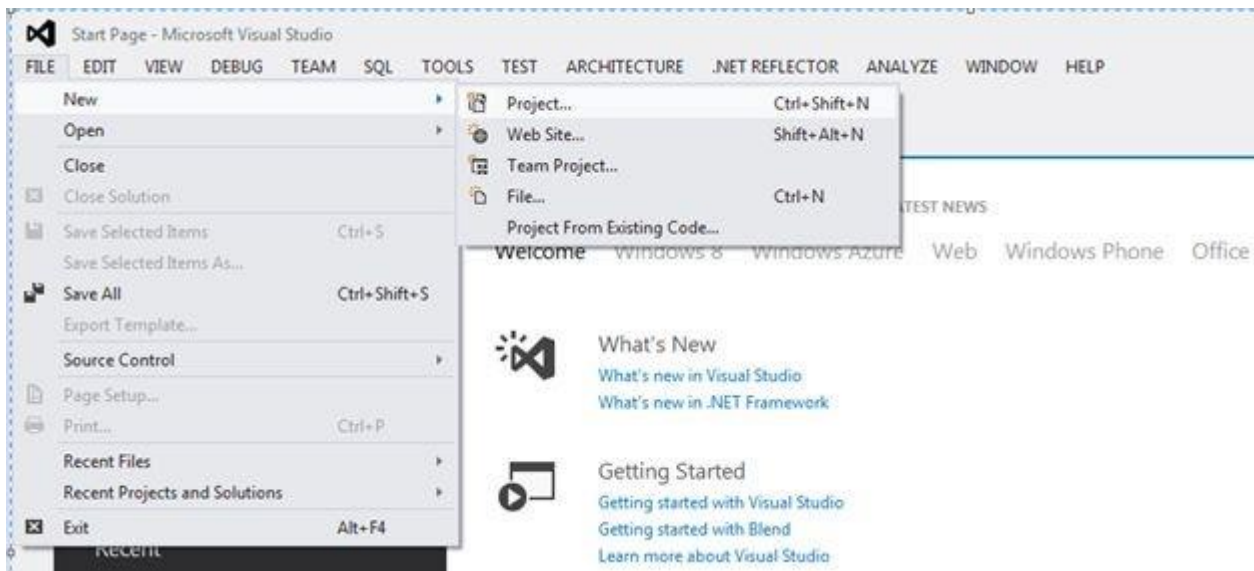 Start Page - Microsoft Visual Studio
FILE EDIT VIEW DEBUG TEAM SQL TOOLS TEST ARCHITECTURE .NET REFLECTOR ANALYZE WINDOW HELP
New
Open
Close
Close Solution
Save Selected Items Ctrl+S
Save Selected Items As...
Save All Ctrl+Shift+S
Export Template...
Source Control
Page Setup...
Print... Ctrl+P
Recent Files
Recent Projects and Solutions
Exit Alt+F4
Recent
Project... Ctrl+Shift+N
Web Site... Shift+Alt+N
Team Project...
File... Ctrl+N
Project From Existing Code...
NEWS
Welcome Windows 8 Windows Azure Web Windows Phone Office
What's New
What's new in Visual Studio
What's new in .NET Framework
Getting Started
Getting started with Visual Studio
Getting started with Blend
Learn more about Visual Studio